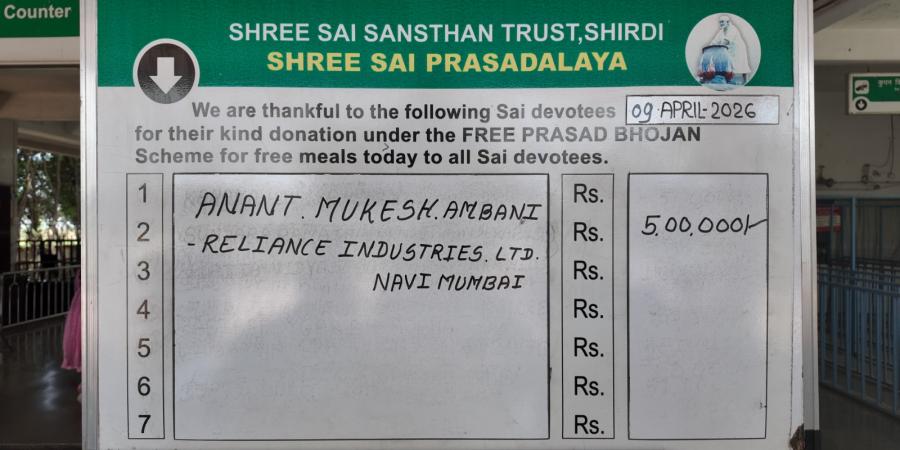 Counter
SHREE SAI SANSTHAN TRUST,SHIRDI
SHREE SAI PRASADALAYA
We are thankful to the following Sai devotees 09 APRIL-2026
for their kind donation under the FREE PRASAD BHOJAN
Scheme for free meals today to all Sai devotees.
1 ANANT. MUKESH. AMBANI Rs.
2 - RELIANCE INDUSTRIES. LTD. Rs. 5,00,000/-
3 NAVI MUMBAI Rs.
4 Rs.
5 Rs.
6 Rs.
7 Rs.